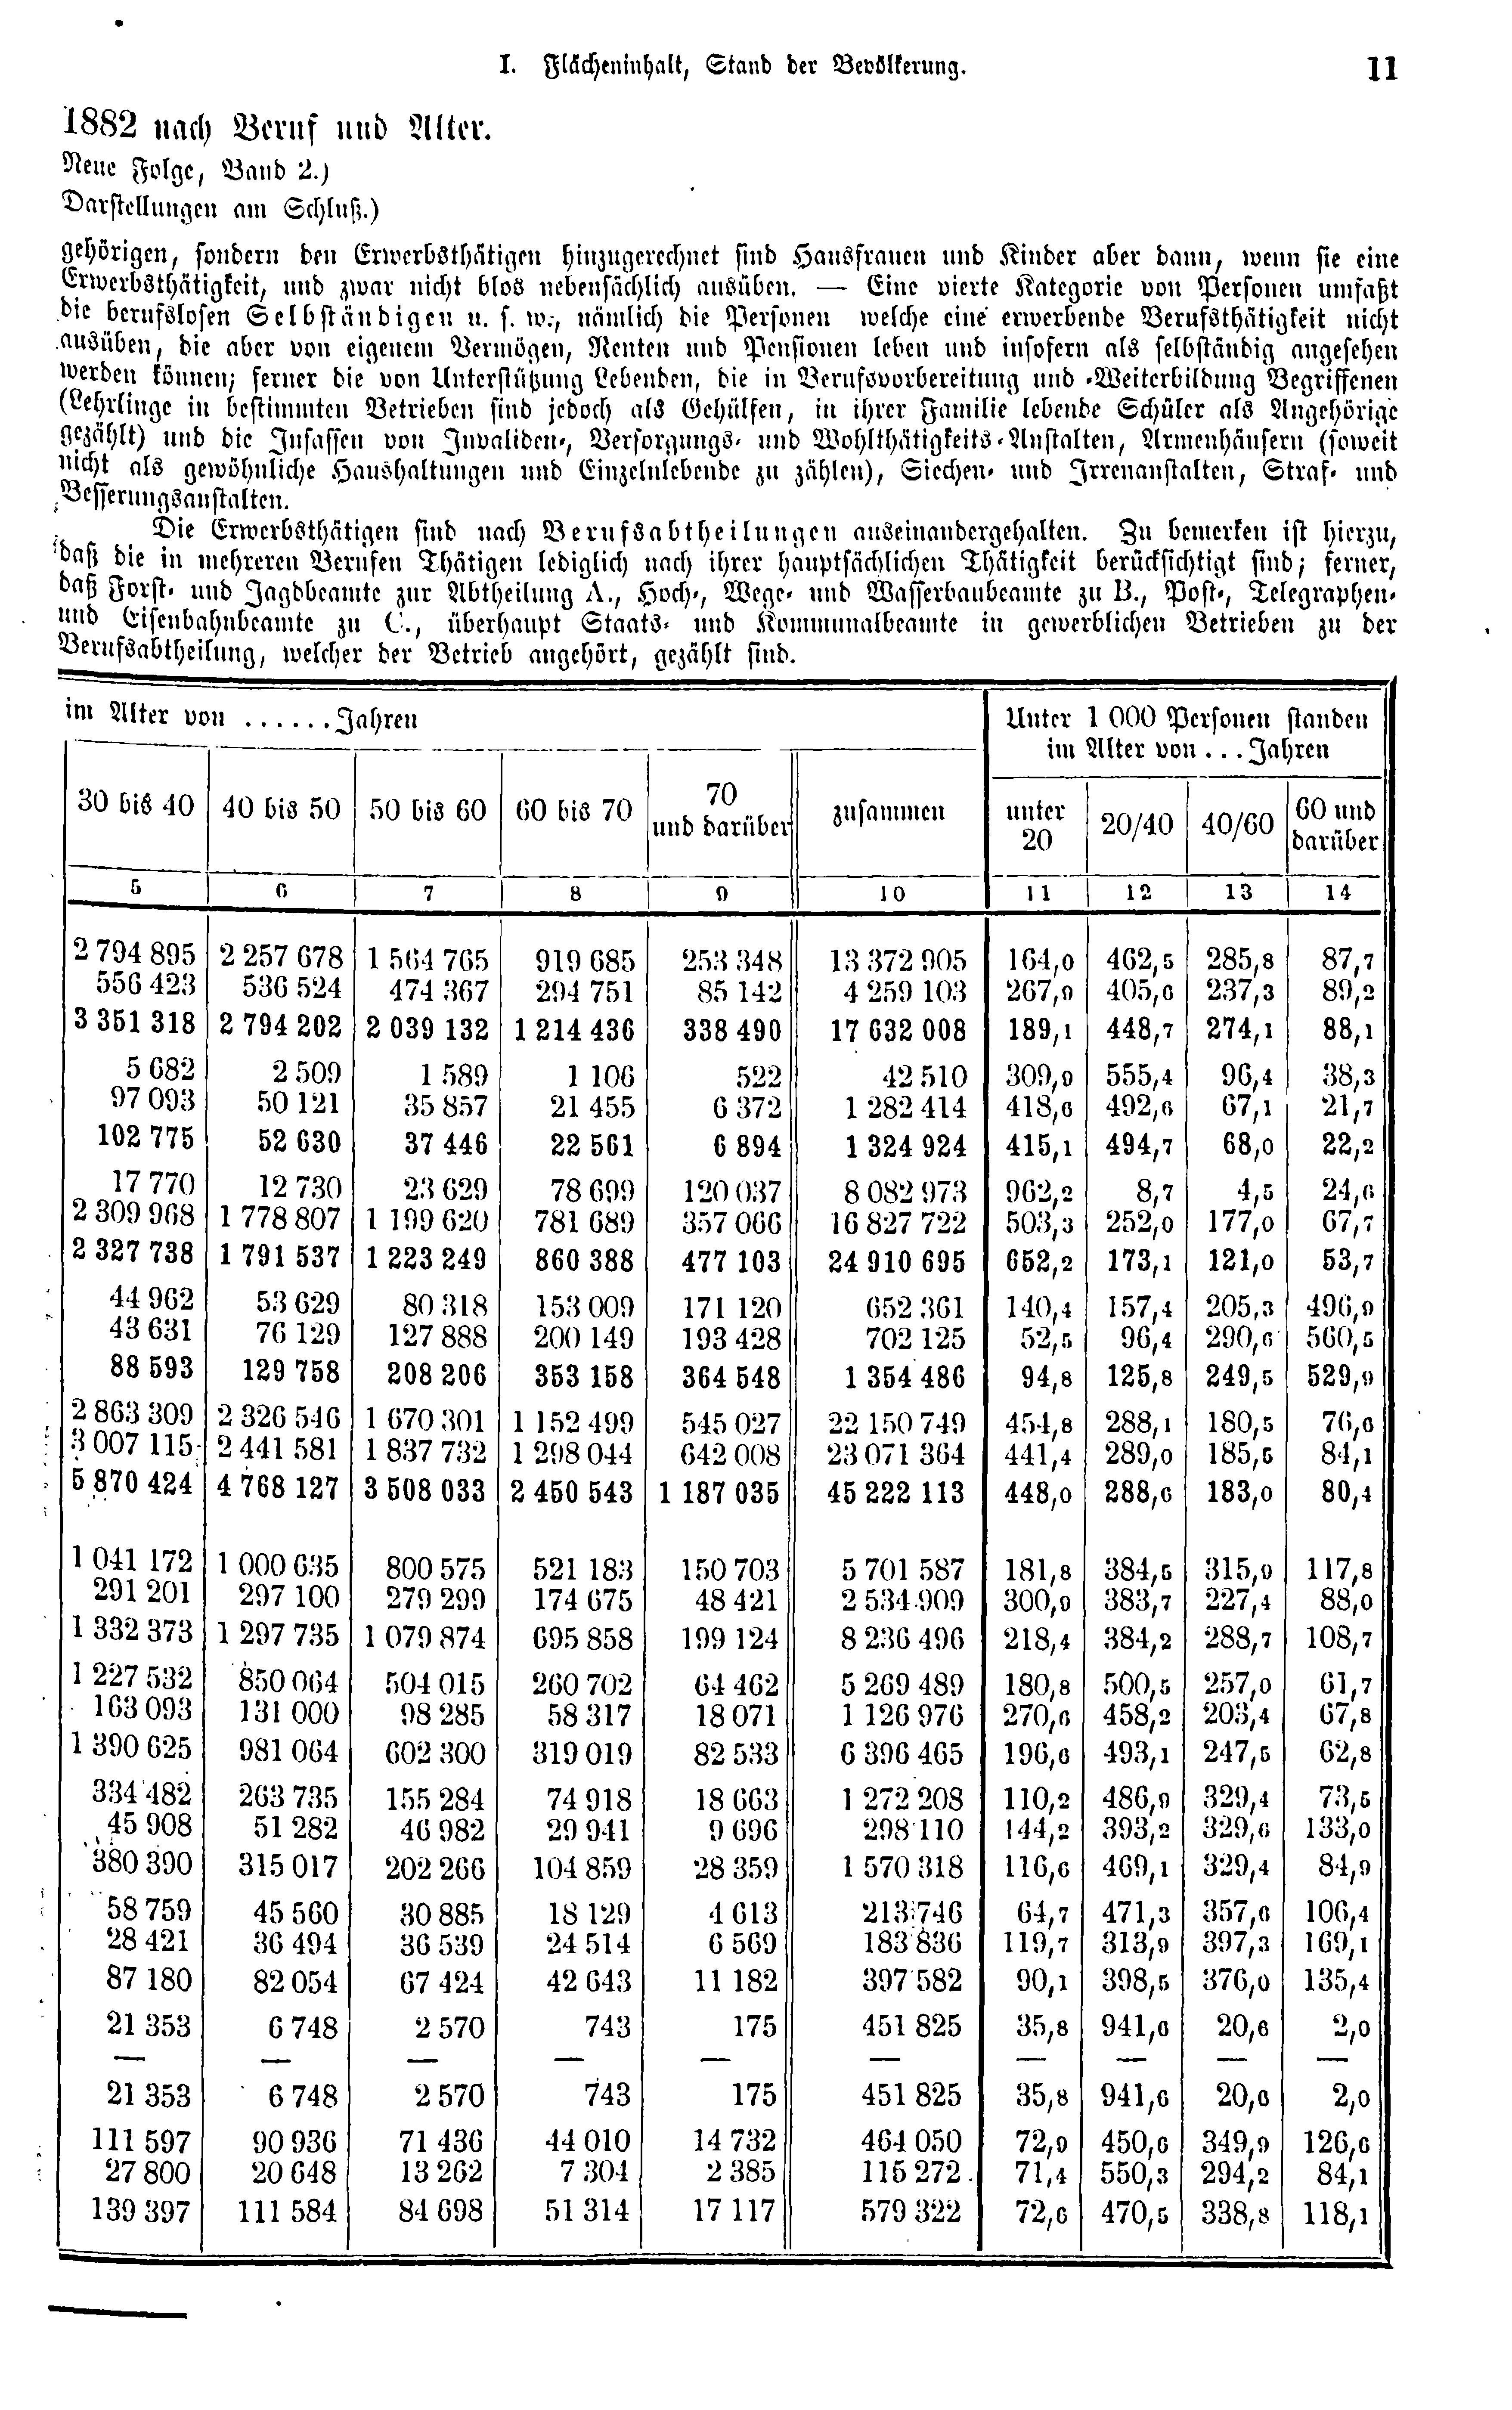 I. Flächeninhalt, Stand der Bevölkerung. 11
1882 nach Beruf und Alter.
Neue Folge, Band 2.)
Darstellungen am Schluß.)
gehörigen, sondern den Erwerbsthätigen hinzugerechnet sind Hausfrauen und Kinder aber dann, wenn sie eine
Erwerbsthätigkeit, und zwar nicht blos nebensächlich ausüben. — Eine vierte Kategorie von Personen umfaßt
die berufslosen Selbständigen u. s. w., nämlich die Personen welche eine erwerbende Berufsthätigkeit nicht
ausüben, die aber von eigenem Vermögen, Renten und Pensionen leben und insofern als selbständig angesehen
werden können; ferner die von Unterstützung Lebenden, die in Berufsvorbereitung und -Weiterbildung Begriffenen
(Lehrlinge in bestimmten Betrieben sind jedoch als Gehülfen, in ihrer Familie lebende Schüler als Angehörige
gezählt) und die Insassen von Invaliden-, Versorgungs- und Wohlthätigkeits-Anstalten, Armenhäusern (soweit
nicht als gewöhnliche Haushaltungen und Einzelnlebende zu zählen), Siechen- und Irrenanstalten, Straf- und
Besserungsanstalten.
Die Erwerbsthätigen sind nach Berufsabtheilungen auseinandergehalten. Zu bemerken ist hierzu,
daß die in mehreren Berufen Thätigen lediglich nach ihrer hauptsächlichen Thätigkeit berücksichtigt sind; ferner,
daß Forst- und Jagdbeamte zur Abtheilung A., Hoch-, Wege- und Wasserbaubeamte zu B., Post-, Telegraphen-
und Eisenbahnbeamte zu C., überhaupt Staats- und Kommunalbeamte in gewerblichen Betrieben zu der
Berufsabtheilung, welcher der Betrieb angehört, gezählt sind.
im Alter von ...... Jahren
Unter 1 000 Personen standen
im Alter von ... Jahren
30 bis 40 40 bis 50 50 bis 60 60 bis 70 70 und darüber zusammen unter 20 20/40 40/60 60 und darüber
5 6 7 8 9 10 11 12 13 14
2 794 895 2 257 678 1 564 765 919 685 253 348 13 372 905 164,0 462,5 285,8 87,7
556 423 536 524 474 367 294 751 85 142 4 259 103 267,9 405,6 237,3 89,2
3 351 318 2 794 202 2 039 132 1 214 436 338 490 17 632 008 189,1 448,7 274,1 88,1
5 682 2 509 1 589 1 106 522 42 510 309,9 555,4 96,4 38,3
97 093 50 121 35 857 21 455 6 372 1 282 414 418,6 492,6 67,1 21,7
102 775 52 630 37 446 22 561 6 894 1 324 924 415,1 494,7 68,0 22,2
17 770 12 730 23 629 78 699 120 037 8 082 973 962,2 8,7 4,5 24,6
2 309 968 1 778 807 1 199 620 781 689 357 066 16 827 722 503,3 252,0 177,0 67,7
2 327 738 1 791 537 1 223 249 860 388 477 103 24 910 695 652,2 173,1 121,0 53,7
44 962 53 629 80 318 153 009 171 120 652 361 140,4 157,4 205,3 496,9
43 631 76 129 127 888 200 149 193 428 702 125 52,5 96,4 290,6 560,5
88 593 129 758 208 206 353 158 364 548 1 354 486 94,8 125,8 249,5 529,9
2 863 309 2 326 546 1 670 301 1 152 499 545 027 22 150 749 454,8 288,1 180,5 76,6
3 007 115 2 441 581 1 837 732 1 298 044 642 008 23 071 364 441,4 289,0 185,5 84,1
5 870 424 4 768 127 3 508 033 2 450 543 1 187 035 45 222 113 448,0 288,6 183,0 80,4
1 041 172 1 000 635 800 575 521 183 150 703 5 701 587 181,8 384,5 315,9 117,8
291 201 297 100 279 299 174 675 48 421 2 534 909 300,9 383,7 227,4 88,0
1 332 373 1 297 735 1 079 874 695 858 199 124 8 236 496 218,4 384,2 288,7 108,7
1 227 532 850 064 504 015 260 702 64 462 5 269 489 180,8 500,5 257,0 61,7
163 093 131 000 98 285 58 317 18 071 1 126 976 270,6 458,2 203,4 67,8
1 390 625 981 064 602 300 319 019 82 533 6 396 465 196,6 493,1 247,5 62,8
334 482 263 735 155 284 74 918 18 663 1 272 208 110,2 486,9 329,4 73,5
45 908 51 282 46 982 29 941 9 696 298 110 144,2 393,2 329,6 133,0
380 390 315 017 202 266 104 859 28 359 1 570 318 116,6 469,1 329,4 84,9
58 759 45 560 30 885 18 129 4 613 213 746 64,7 471,3 357,6 106,4
28 421 36 494 36 539 24 514 6 569 183 836 119,7 313,9 397,3 169,1
87 180 82 054 67 424 42 643 11 182 397 582 90,1 398,5 376,0 135,4
21 353 6 748 2 570 743 175 451 825 35,8 941,6 20,6 2,0
— — — — — — — — — —
21 353 6 748 2 570 743 175 451 825 35,8 941,6 20,6 2,0
111 597 90 936 71 436 44 010 14 732 464 050 72,9 450,6 349,9 126,6
27 800 20 648 13 262 7 304 2 385 115 272 71,4 550,3 294,2 84,1
139 397 111 584 84 698 51 314 17 117 579 322 72,6 470,5 338,8 118,1